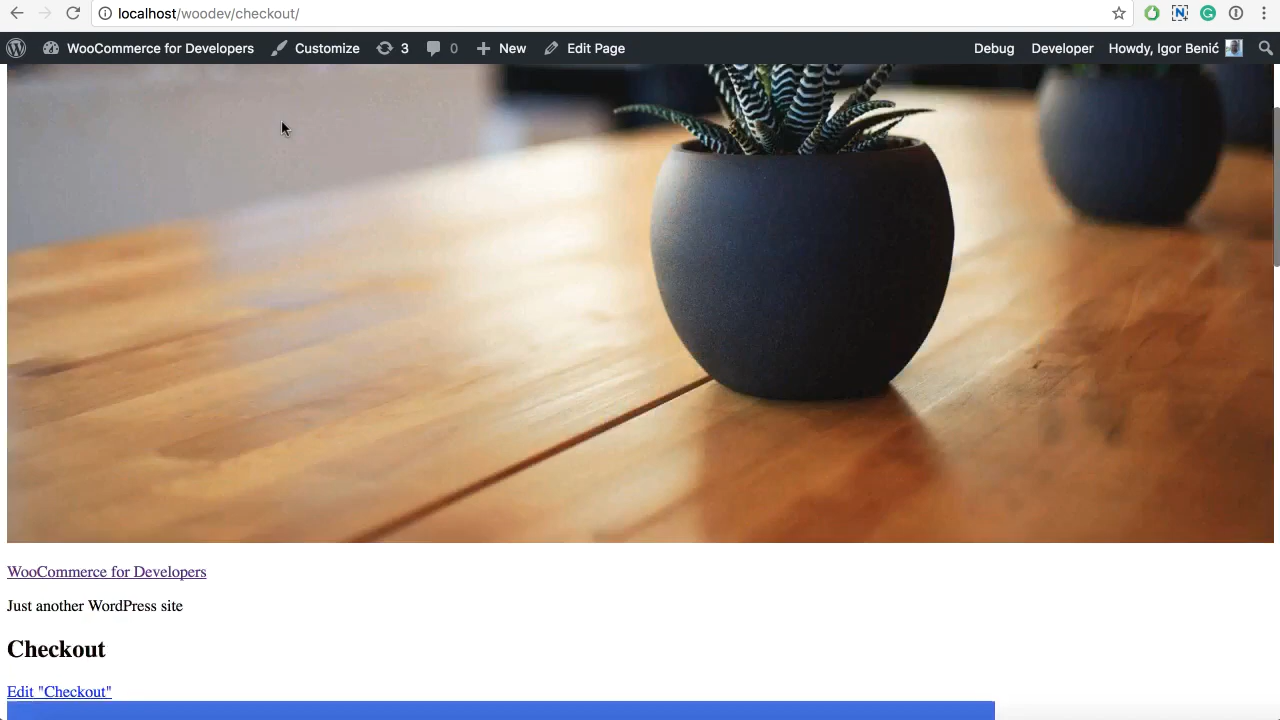 localhost/woodev/checkout/
WooCommerce for Developers Customize 3 0 New Edit Page Debug Developer Howdy, Igor Benić
WooCommerce for Developers
Just another WordPress site
Checkout
Edit "Checkout"